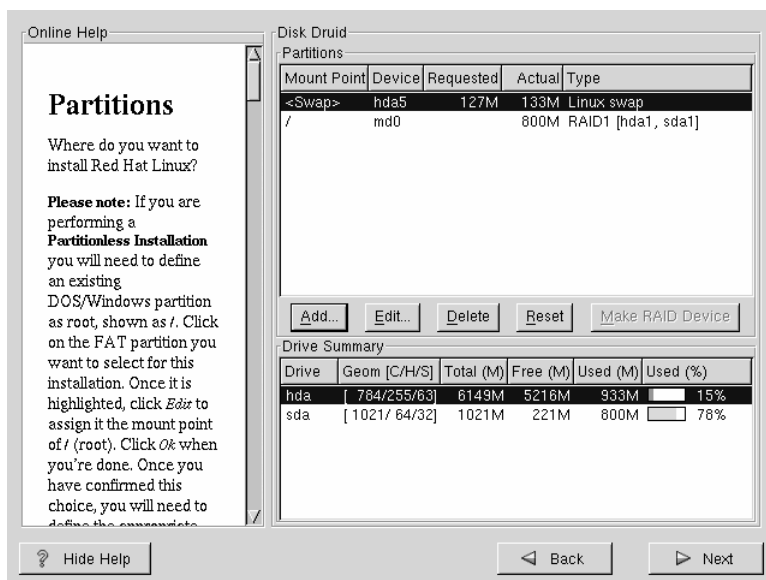 Online Help
Partitions
Where do you want to
install Red Hat Linux?
Please note: If you are
performing a
Partitionless Installation
you will need to define
an existing
DOS/Windows partition
as root, shown as /. Click
on the FAT partition you
want to select for this
installation. Once it is
highlighted, click Edit to
assign it the mount point
of / (root). Click Ok when
you're done. Once you
have confirmed this
choice, you will need to
define the appropriate
Disk Druid
Partitions
Mount Point Device Requested Actual Type
<Swap> hda5 127M 133M Linux swap
/ md0 800M RAID1 [hda1, sda1]
Add... Edit... Delete Reset Make RAID Device
Drive Summary
Drive Geom [C/H/S] Total (M) Free (M) Used (M) Used (%)
hda [ 784/255/63] 6149M 5216M 933M 15%
sda [ 1021/ 64/32] 1021M 221M 800M 78%
Hide Help Back Next